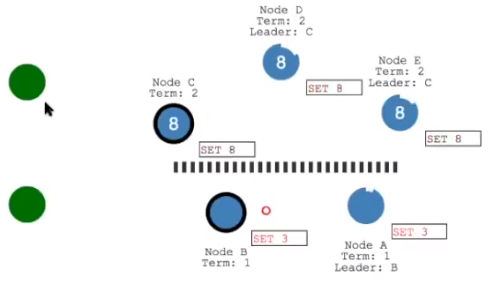 Node D
Term: 2
Leader: C
8
SET 8
Node E
Term: 2
Leader: C
8
SET 8
Node C
Term: 2
8
SET 8
Node B
Term: 1
SET 3
Node A
Term: 1
Leader: B
SET 3